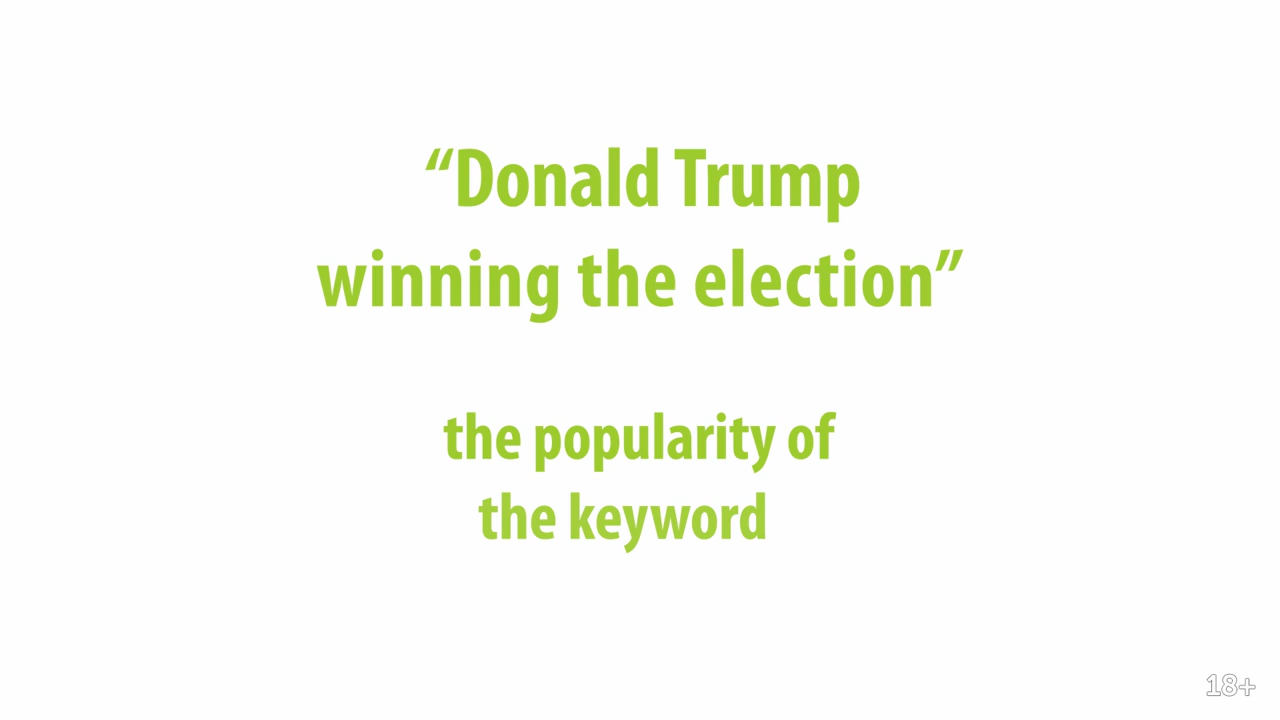 “Donald Trump
winning the election”
the popularity of
the keyword
18+